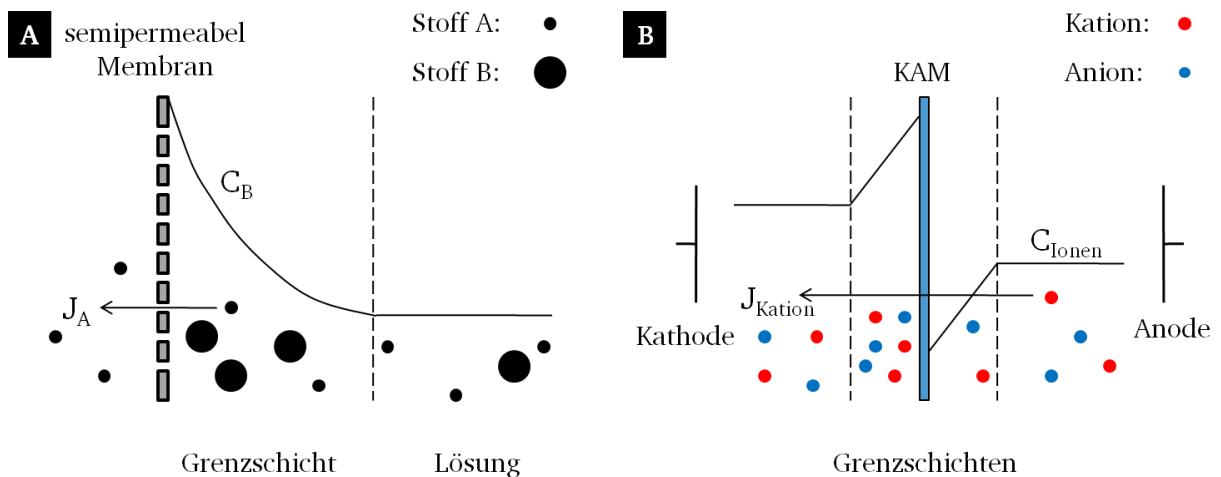 A
semipermeabel
Membran
Stoff A:
Stoff B:
C_B
J_A
Grenzschicht
Lösung
B
Kation:
Anion:
KAM
C_Ionen
J_Kation
Kathode
Anode
Grenzschichten